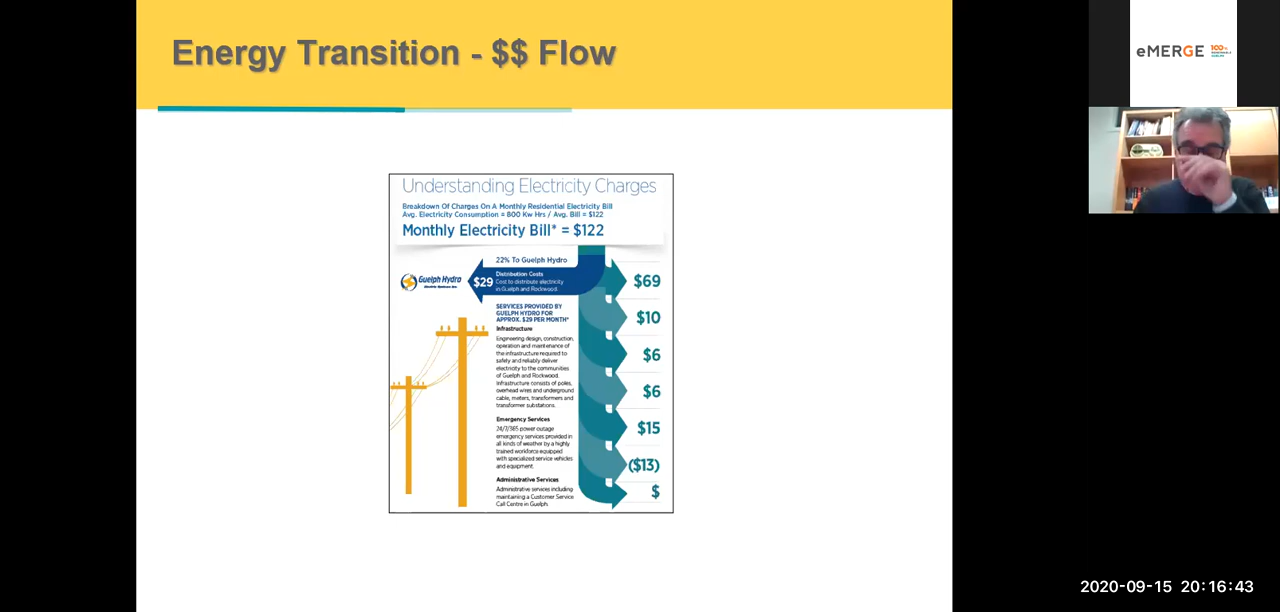 Energy Transition - $$ Flow
Understanding Electricity Charges
Breakdown Of Charges On A Monthly Residential Electricity Bill
Avg. Electricity Consumption = 800 Kw Hrs / Avg. Bill = $122
Monthly Electricity Bill* = $122
22% To Guelph Hydro
Guelph Hydro
Electric Systems Inc.
$29
Distribution Costs
Cost to distribute electricity
in Guelph and Rockwood.
SERVICES PROVIDED BY
GUELPH HYDRO FOR
APPROX. $29 PER MONTH*
Infrastructure
Engineering design, construction,
operation and maintenance of
the infrastructure required to
safely and reliably deliver
electricity to the communities
of Guelph and Rockwood.
Infrastructure consists of poles,
overhead wires and underground
cable, meters, transformers and
transformer substations.
Emergency Services
24/7/365 power outage
emergency services provided in
all kinds of weather by a highly
trained workforce equipped
with specialized service vehicles
and equipment.
Administrative Services
Administrative services including
maintaining a Customer Service
Call Centre in Guelph.
$69
$10
$6
$6
$15
($13)
$
eMERGE
100%
2020-09-15 20:16:43